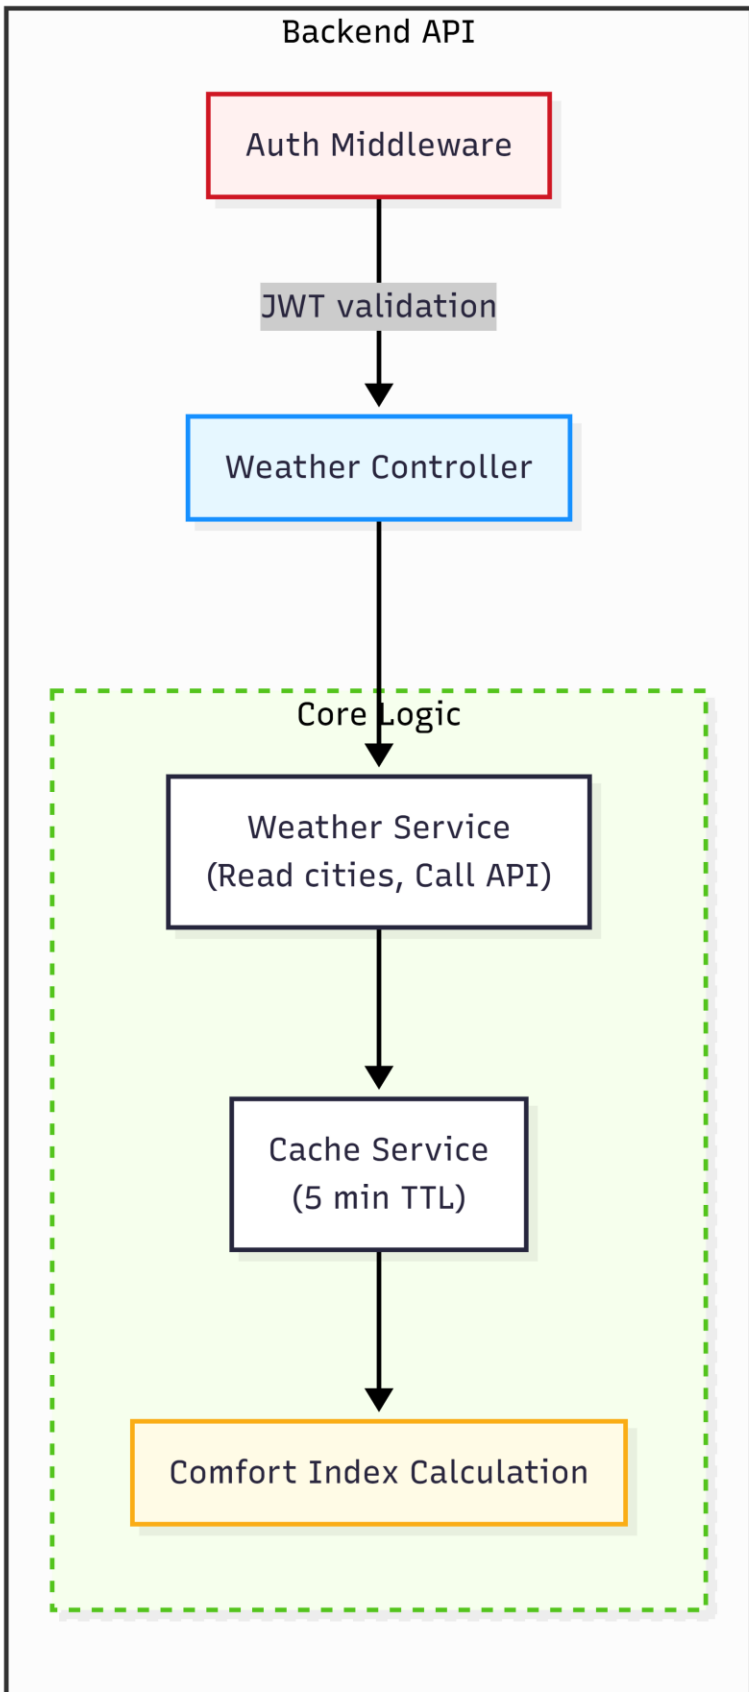 Backend API
Auth Middleware
JWT validation
Weather Controller
Core Logic
Weather Service
(Read cities, Call API)
Cache Service
(5 min TTL)
Comfort Index Calculation